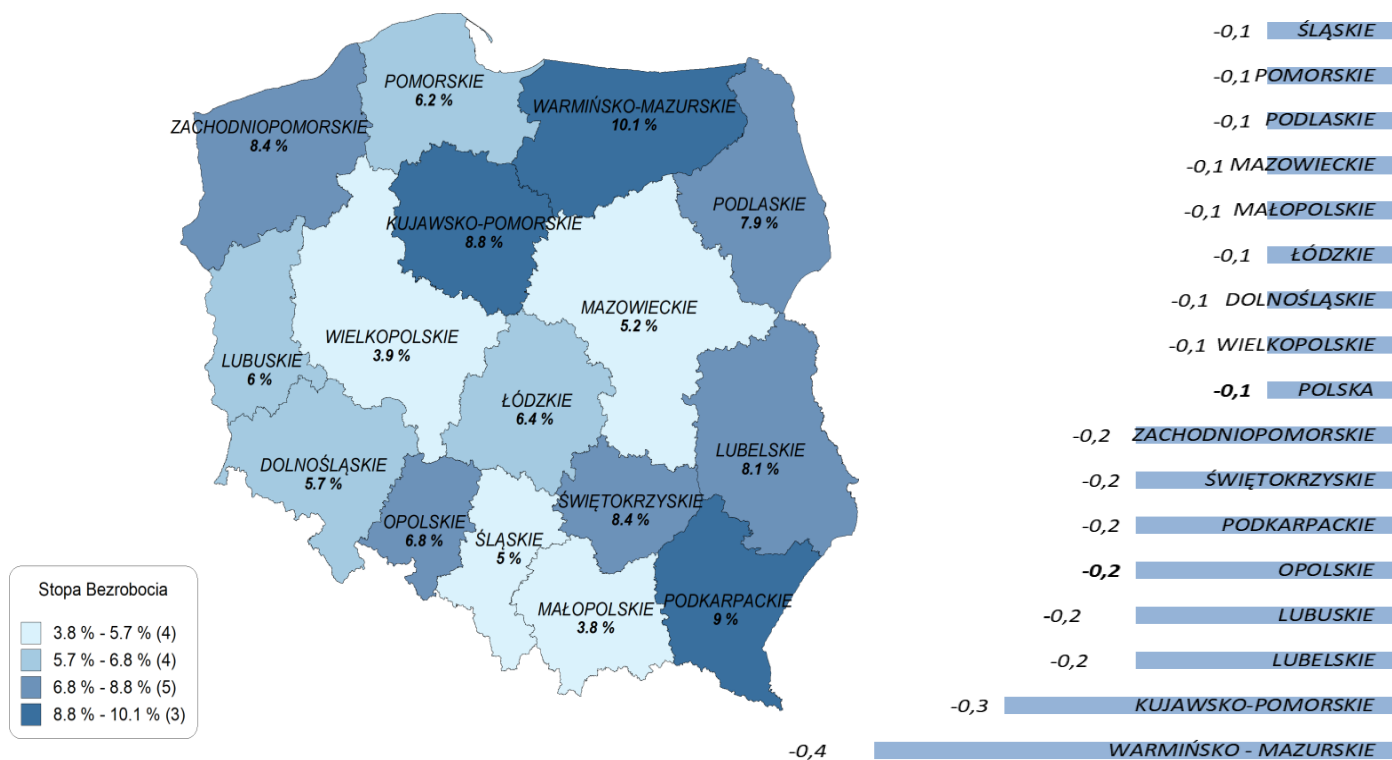 POMORSKIE
6.2 %
WARMIŃSKO-MAZURSKIE
10.1 %
ZACHODNIOPOMORSKIE
8.4 %
PODLASKIE
7.9 %
KUJAWSKO-POMORSKIE
8.8 %
MAZOWIECKIE
5.2 %
WIELKOPOLSKIE
3.9 %
LUBUSKIE
6 %
ŁÓDZKIE
6.4 %
LUBELSKIE
8.1 %
DOLNOŚLĄSKIE
5.7 %
ŚWIĘTOKRZYSKIE
8.4 %
OPOLSKIE
6.8 %
ŚLĄSKIE
5 %
MAŁOPOLSKIE
3.8 %
PODKARPACKIE
9 %
Stopa Bezrobocia
3.8 % - 5.7 % (4)
5.7 % - 6.8 % (4)
6.8 % - 8.8 % (5)
8.8 % - 10.1 % (3)
-0,1 ŚLĄSKIE
-0,1 POMORSKIE
-0,1 PODLASKIE
-0,1 MAZOWIECKIE
-0,1 MAŁOPOLSKIE
-0,1 ŁÓDZKIE
-0,1 DOLNOŚLĄSKIE
-0,1 WIELKOPOLSKIE
-0,1 POLSKA
-0,2 ZACHODNIOPOMORSKIE
-0,2 ŚWIĘTOKRZYSKIE
-0,2 PODKARPACKIE
-0,2 OPOLSKIE
-0,2 LUBUSKIE
-0,2 LUBELSKIE
-0,3 KUJAWSKO-POMORSKIE
-0,4 WARMIŃSKO - MAZURSKIE